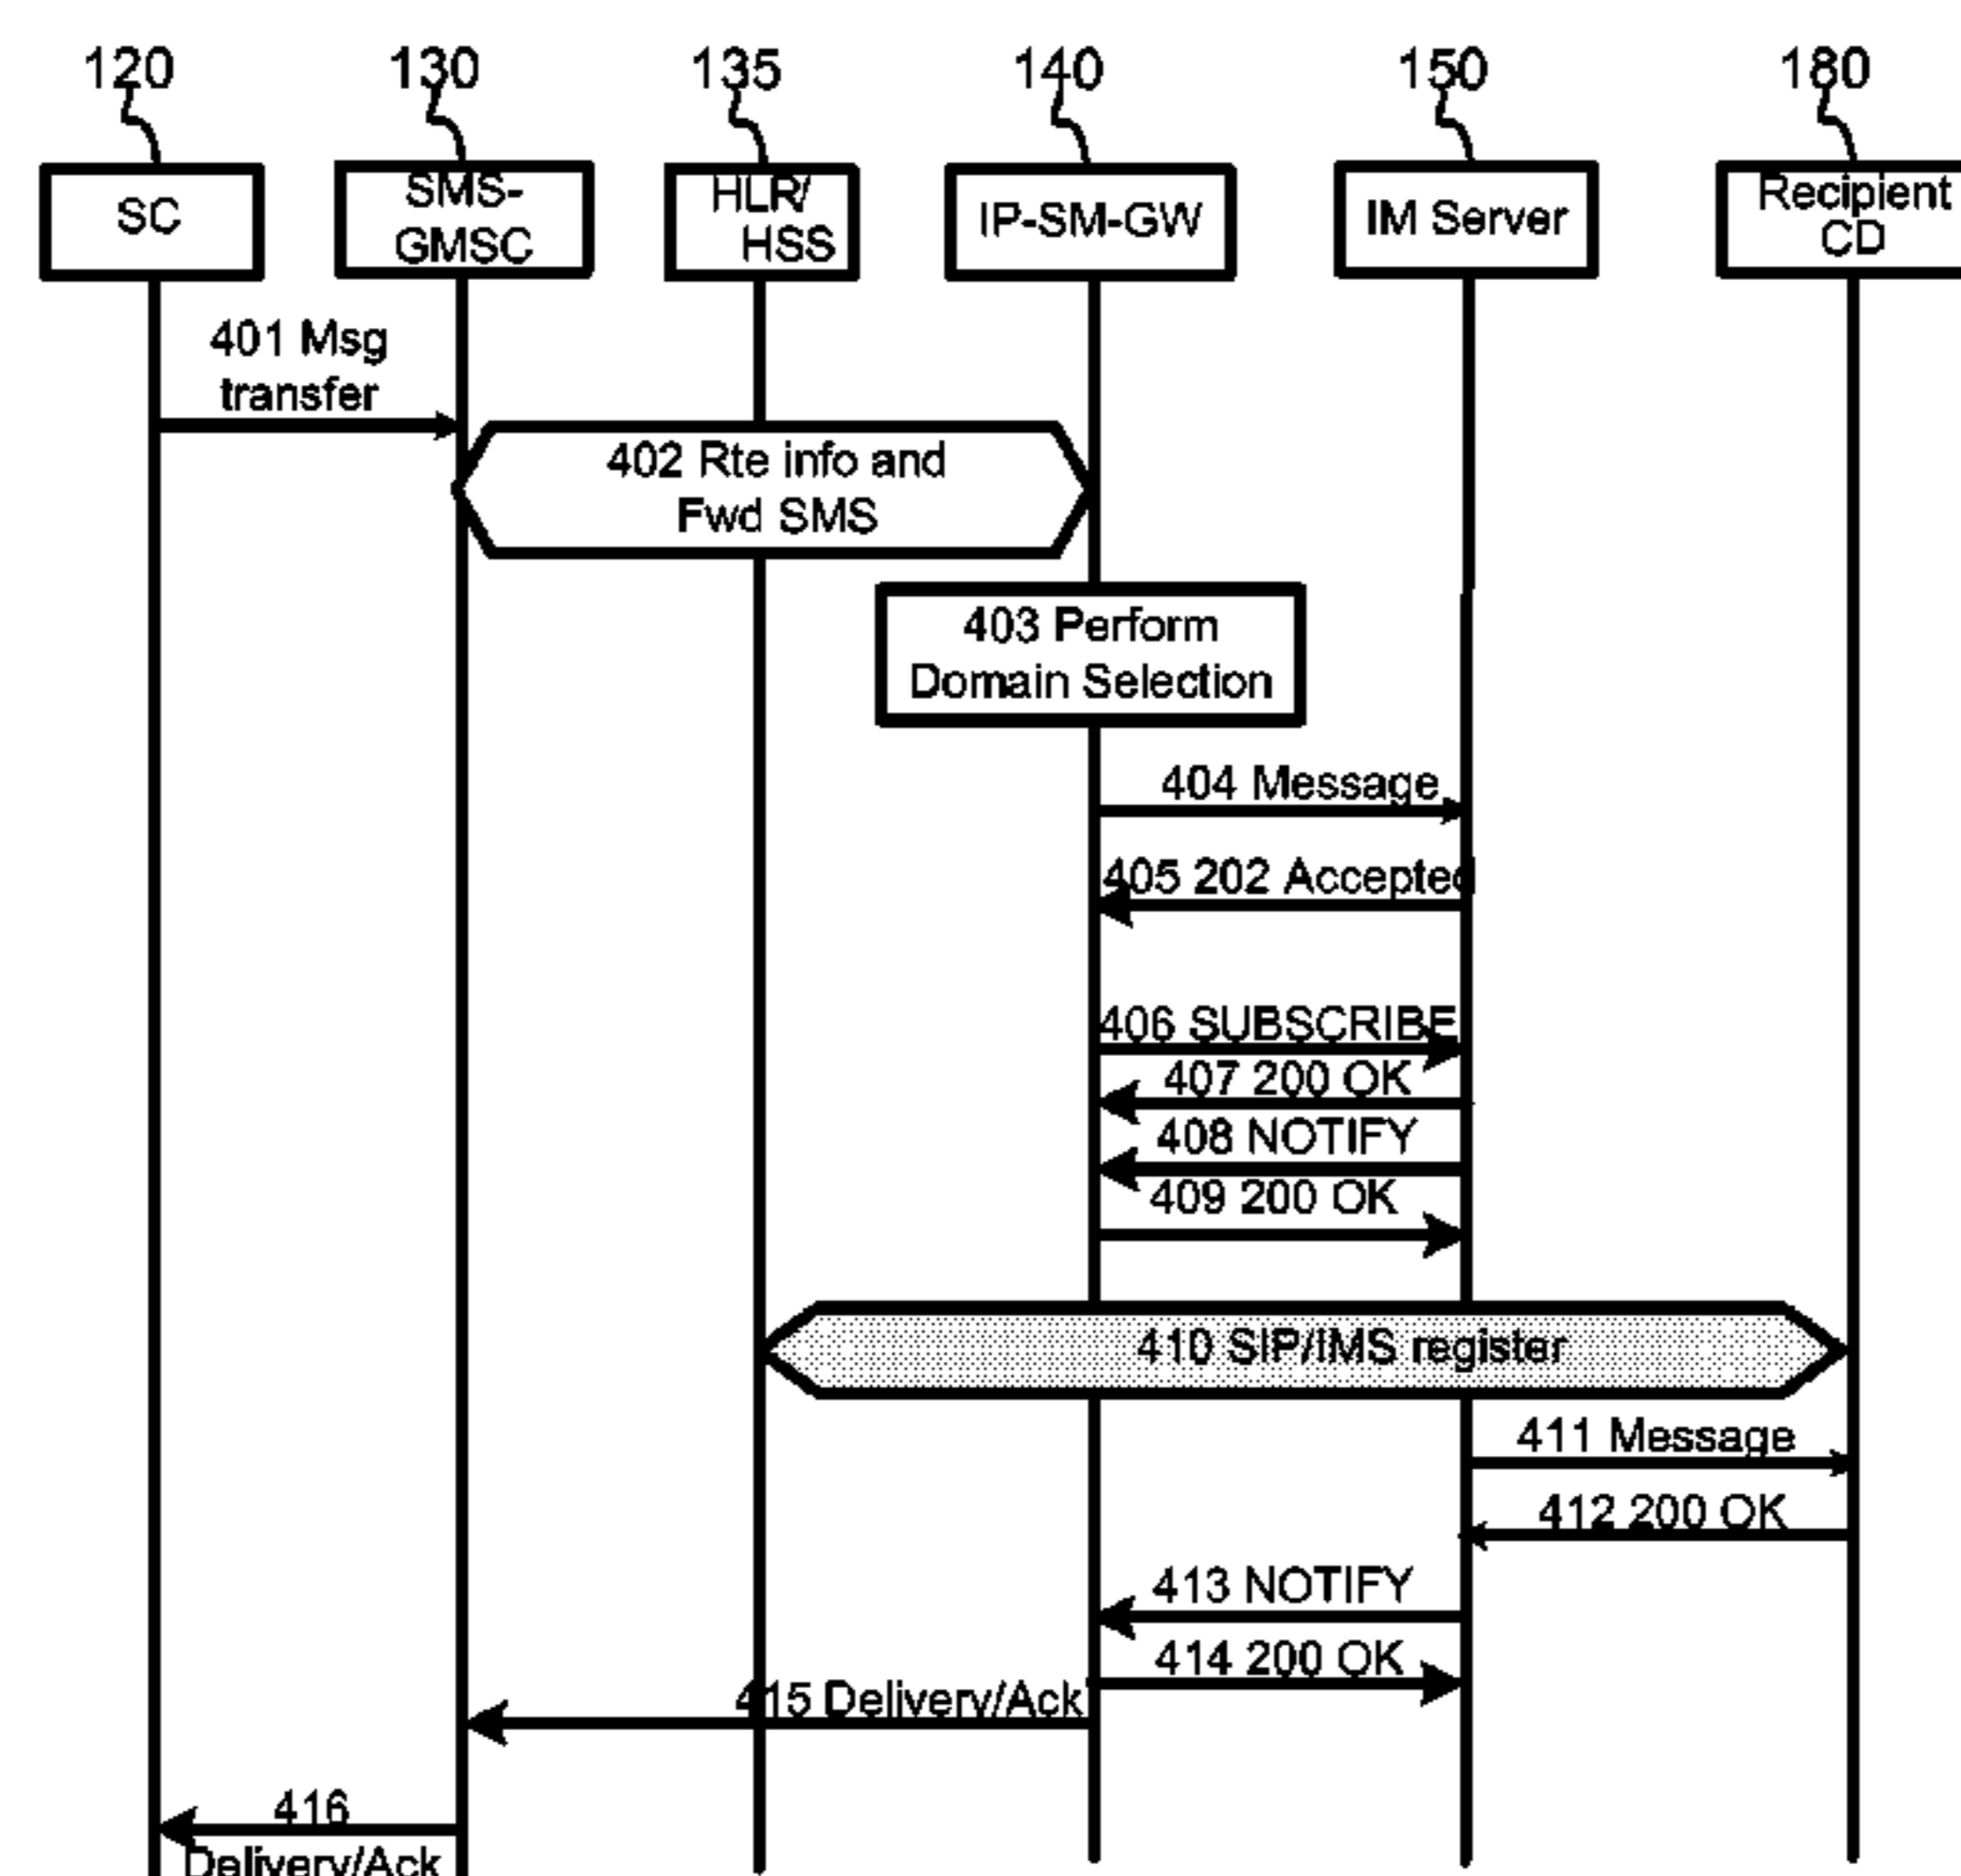 120
130
135
140
150
180
SC
SMS-
GMSC
HLR/
HSS
IP-SM-GW
IM Server
Recipient
CD
401 Msg
transfer
402 Rte info and
Fwd SMS
403 Perform
Domain Selection
404 Message
405 202 Accepted
406 SUBSCRIBE
407 200 OK
408 NOTIFY
409 200 OK
410 SIP/IMS register
411 Message
412 200 OK
413 NOTIFY
414 200 OK
415 Delivery/Ack
416
Delivery/Ack